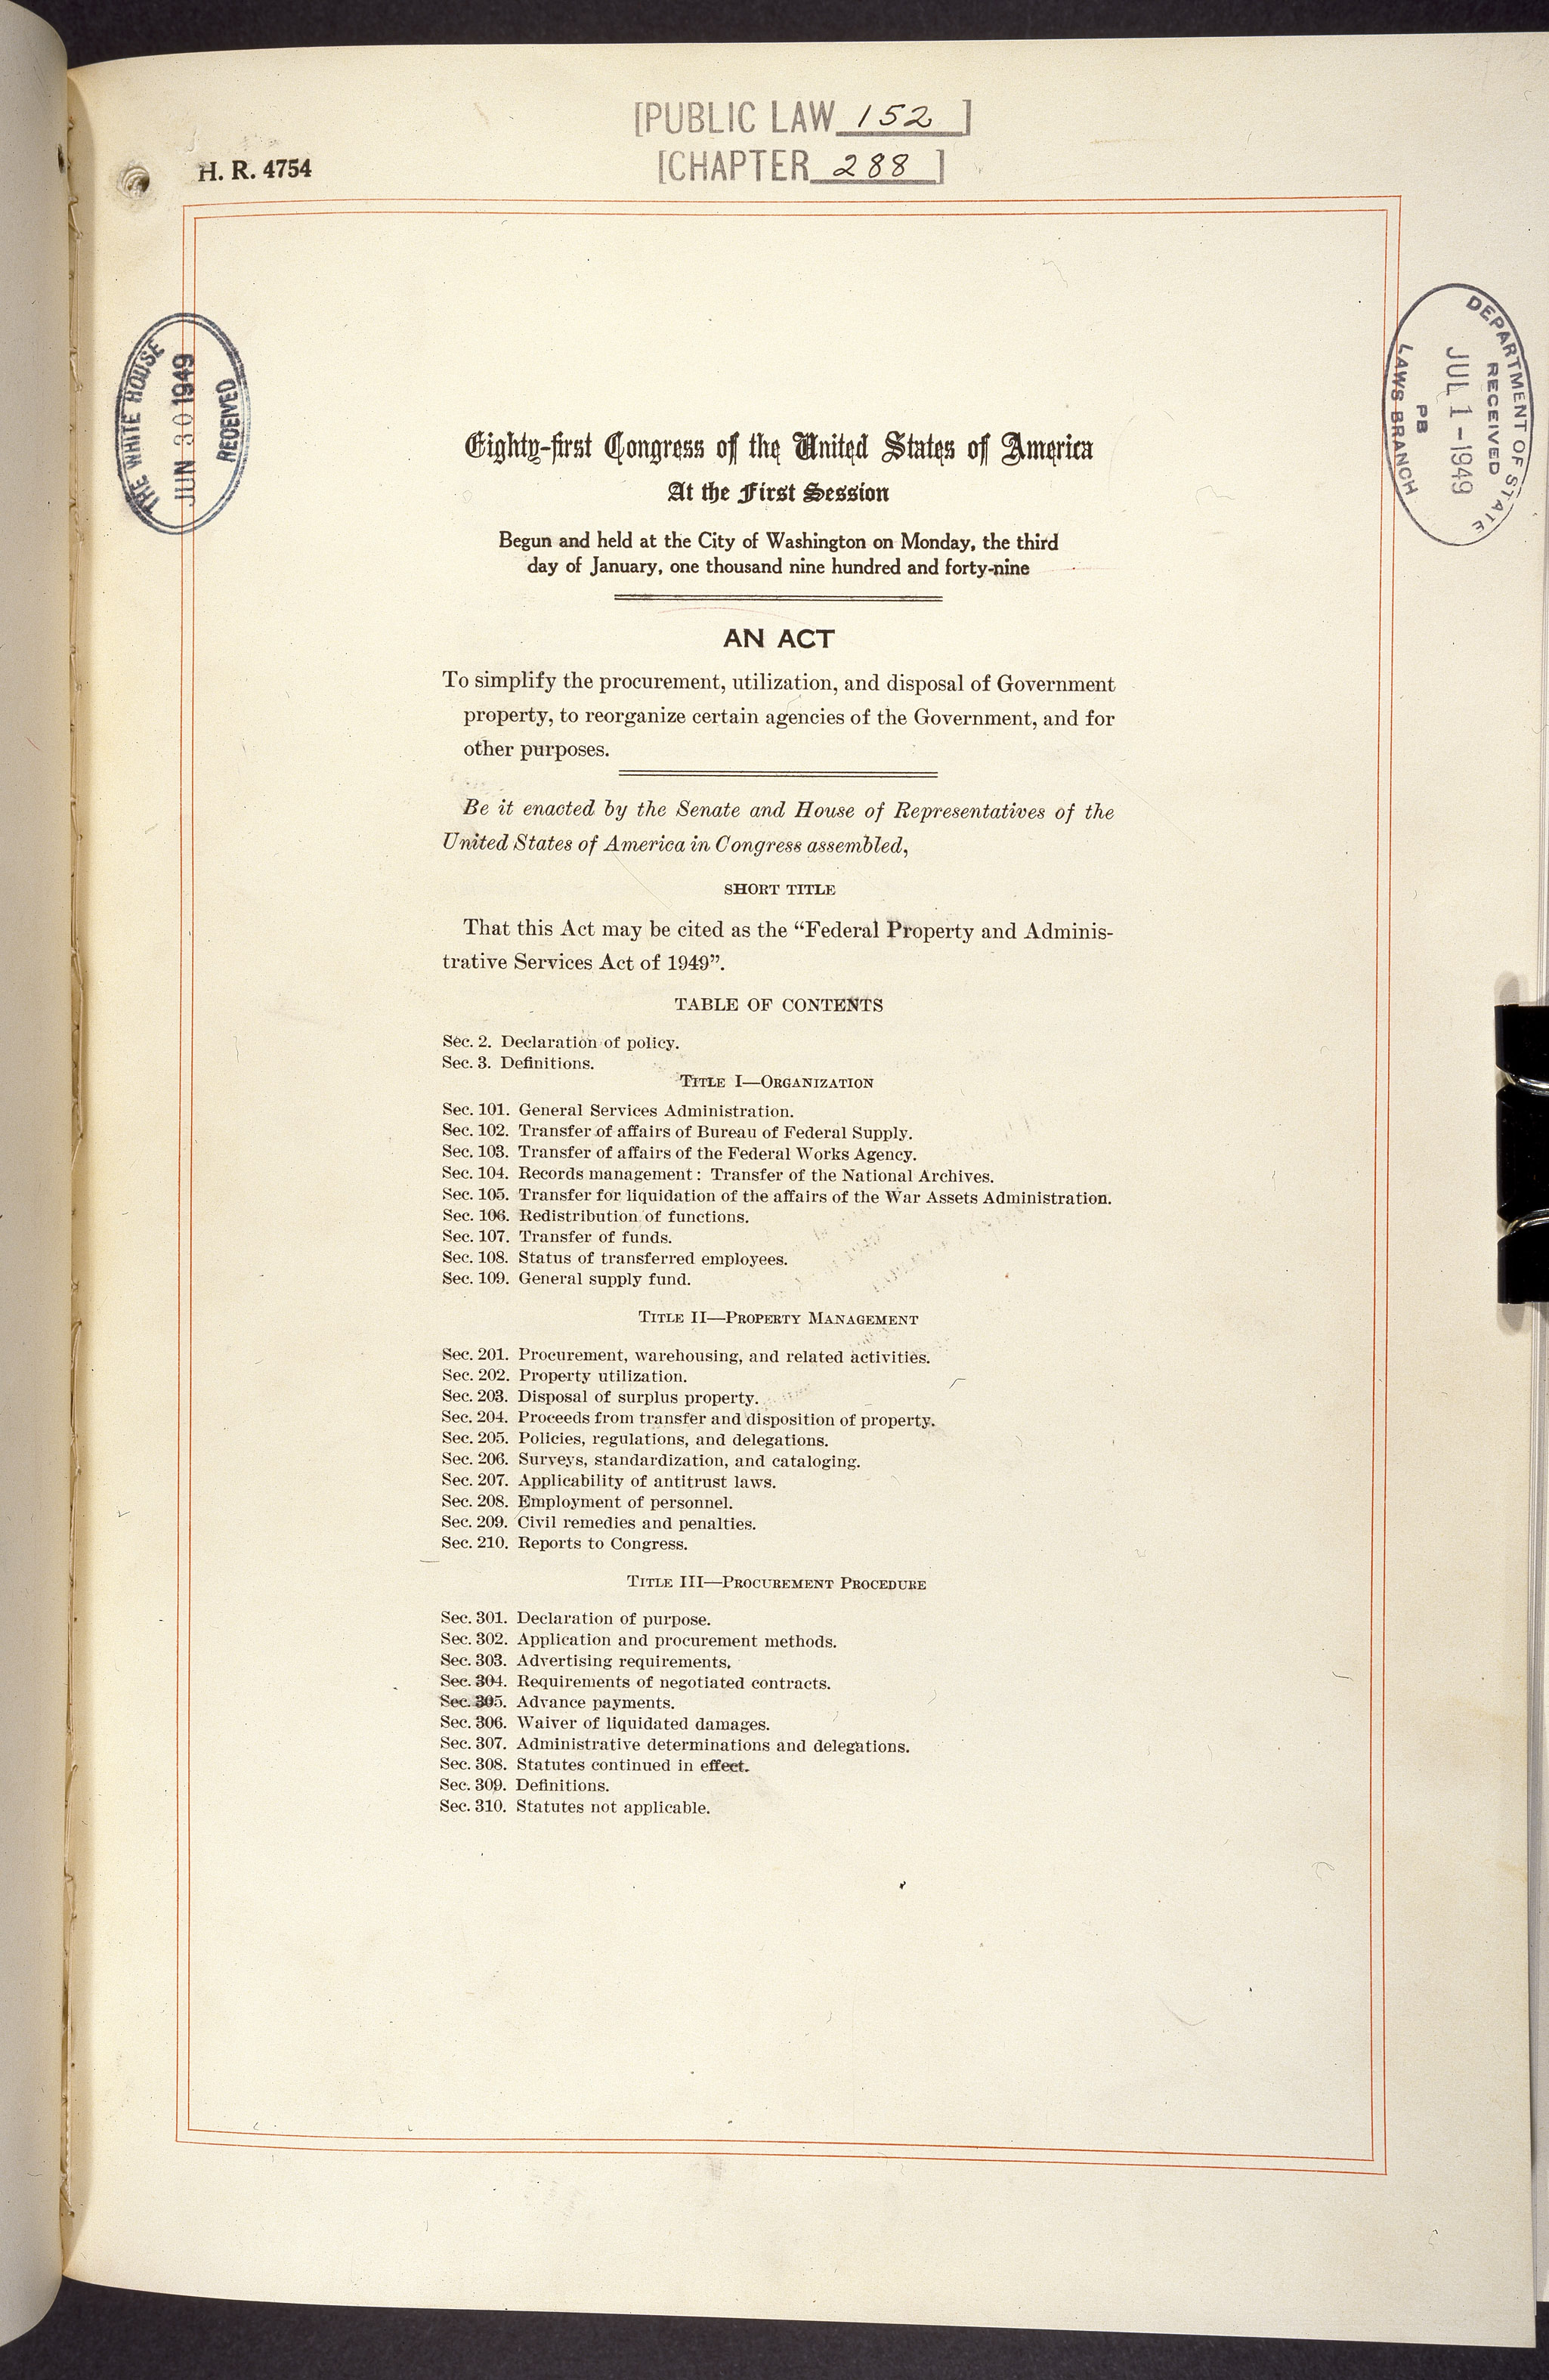 [PUBLIC LAW 152 ]
[CHAPTER 288 ]
H. R. 4754
THE WHITE HOUSE
JUN 30 1949
RECEIVED
DEPARTMENT OF STATE
RECEIVED
JUL 1 - 1949
PB
LAWS BRANCH
Eighty-first Congress of the United States of America
At the First Session
Begun and held at the City of Washington on Monday, the third
day of January, one thousand nine hundred and forty-nine
AN ACT
To simplify the procurement, utilization, and disposal of Government
property, to reorganize certain agencies of the Government, and for
other purposes.
Be it enacted by the Senate and House of Representatives of the
United States of America in Congress assembled,
SHORT TITLE
That this Act may be cited as the “Federal Property and Adminis-
trative Services Act of 1949”.
TABLE OF CONTENTS
Sec. 2. Declaration of policy.
Sec. 3. Definitions.
TITLE I—ORGANIZATION
Sec. 101. General Services Administration.
Sec. 102. Transfer of affairs of Bureau of Federal Supply.
Sec. 103. Transfer of affairs of the Federal Works Agency.
Sec. 104. Records management: Transfer of the National Archives.
Sec. 105. Transfer for liquidation of the affairs of the War Assets Administration.
Sec. 106. Redistribution of functions.
Sec. 107. Transfer of funds.
Sec. 108. Status of transferred employees.
Sec. 109. General supply fund.
TITLE II—PROPERTY MANAGEMENT
Sec. 201. Procurement, warehousing, and related activities.
Sec. 202. Property utilization.
Sec. 203. Disposal of surplus property.
Sec. 204. Proceeds from transfer and disposition of property.
Sec. 205. Policies, regulations, and delegations.
Sec. 206. Surveys, standardization, and cataloging.
Sec. 207. Applicability of antitrust laws.
Sec. 208. Employment of personnel.
Sec. 209. Civil remedies and penalties.
Sec. 210. Reports to Congress.
TITLE III—PROCUREMENT PROCEDURE
Sec. 301. Declaration of purpose.
Sec. 302. Application and procurement methods.
Sec. 303. Advertising requirements.
Sec. 304. Requirements of negotiated contracts.
Sec. 305. Advance payments.
Sec. 306. Waiver of liquidated damages.
Sec. 307. Administrative determinations and delegations.
Sec. 308. Statutes continued in effect.
Sec. 309. Definitions.
Sec. 310. Statutes not applicable.